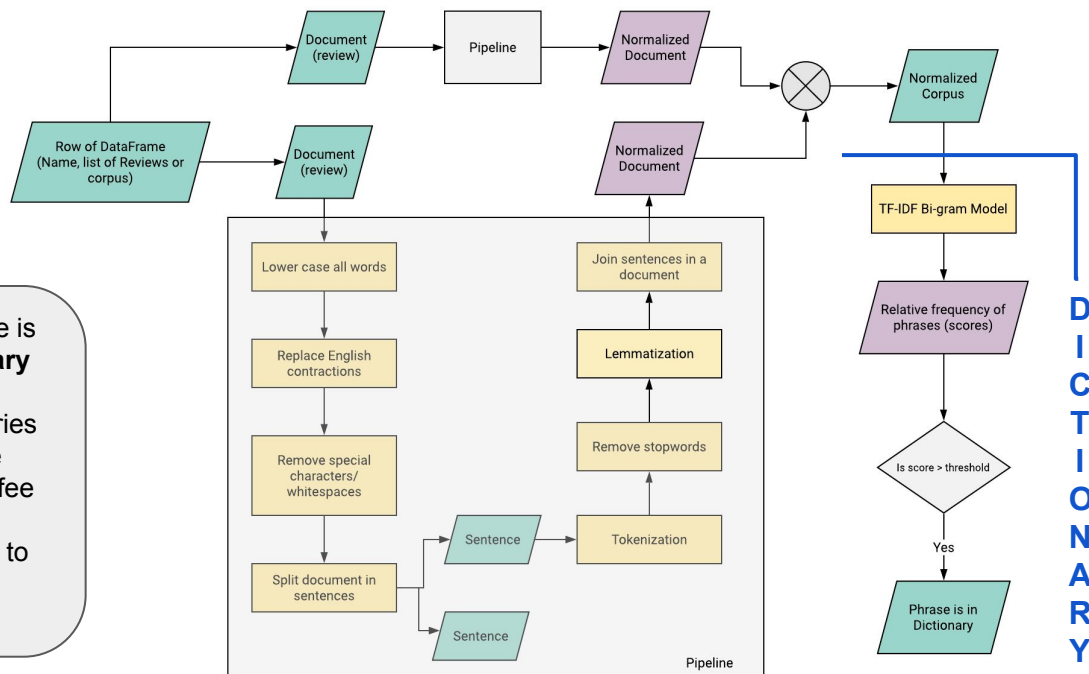 Document
(review)
Pipeline
Normalized
Document
Normalized
Corpus
Row of DataFrame
(Name, list of Reviews or
corpus)
Document
(review)
Normalized
Document
Lower case all words
Replace English
contractions
Remove special
characters/
whitespaces
Split document in
sentences
Sentence
Sentence
Tokenization
Remove stopwords
Lemmatization
Join sentences in a
document
Pipeline
TF-IDF Bi-gram Model
Relative frequency of
phrases (scores)
Is score > threshold
Yes
Phrase is in
Dictionary
D
I
C
T
I
O
N
A
R
Y
is
to